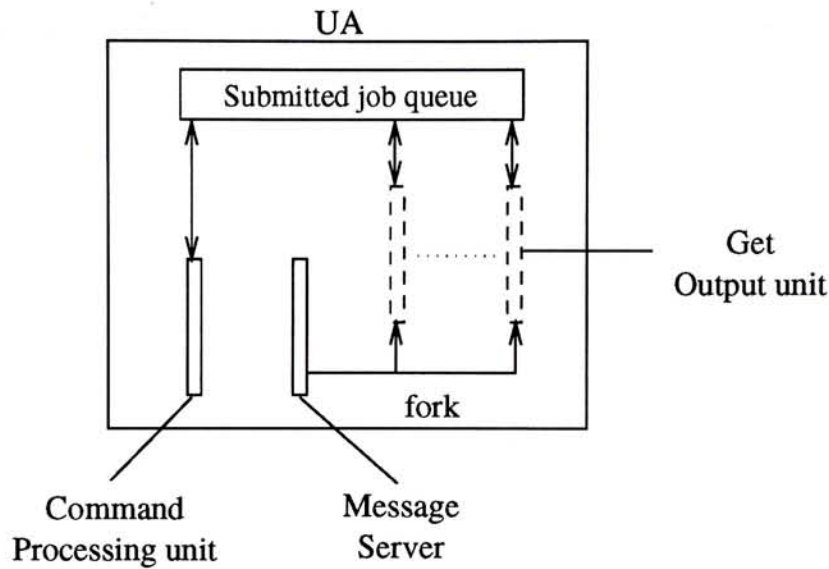 UA
Submitted job queue
Get
Output unit
fork
Command
Processing unit
Message
Server